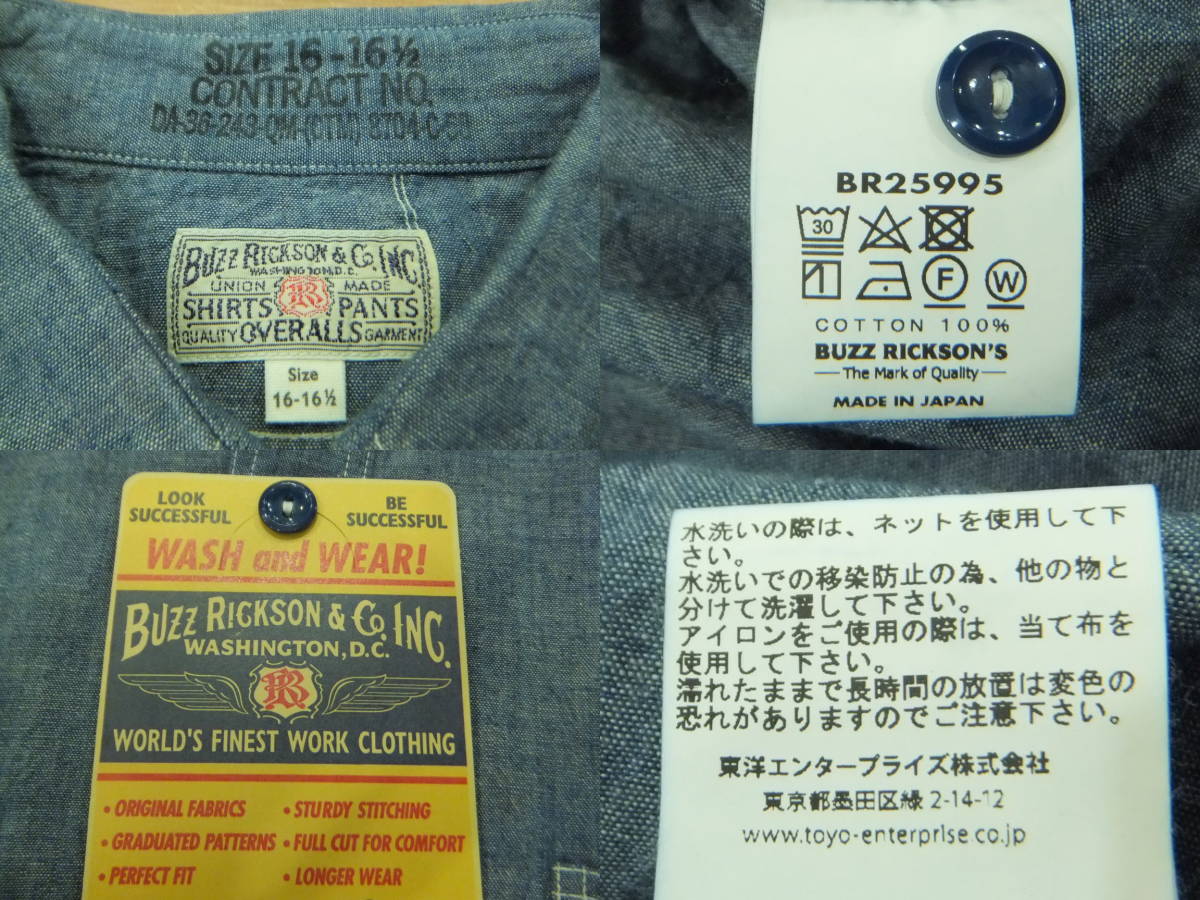 SIZE 16-16½
CONTRACT NO.
DA-36-243-QM-(CTM) 8704-C-58
BUZZ RICKSON & Co. INC.
WASHINGTON, D.C.
UNION R MADE
SHIRTS PANTS
QUALITY OVERALLS GARMENT
Size
16-16½
BR25995
30
F W
COTTON 100%
BUZZ RICKSON'S
The Mark of Quality
MADE IN JAPAN
LOOK SUCCESSFUL
BE SUCCESSFUL
WASH and WEAR!
BUZZ RICKSON & Co. INC.
WASHINGTON, D.C.
R
WORLD'S FINEST WORK CLOTHING
• ORIGINAL FABRICS • STURDY STITCHING
• GRADUATED PATTERNS • FULL CUT FOR COMFORT
• PERFECT FIT • LONGER WEAR
水洗いの際は、ネットを使用して下
さい。
水洗いでの移染防止の為、他の物と
分けて洗濯して下さい。
アイロンをご使用の際は、当て布を
使用して下さい。
濡れたままで長時間の放置は変色の
恐れがありますのでご注意下さい。
東洋エンタープライズ株式会社
東京都墨田区緑 2-14-12
www.toyo-enterprise.co.jp